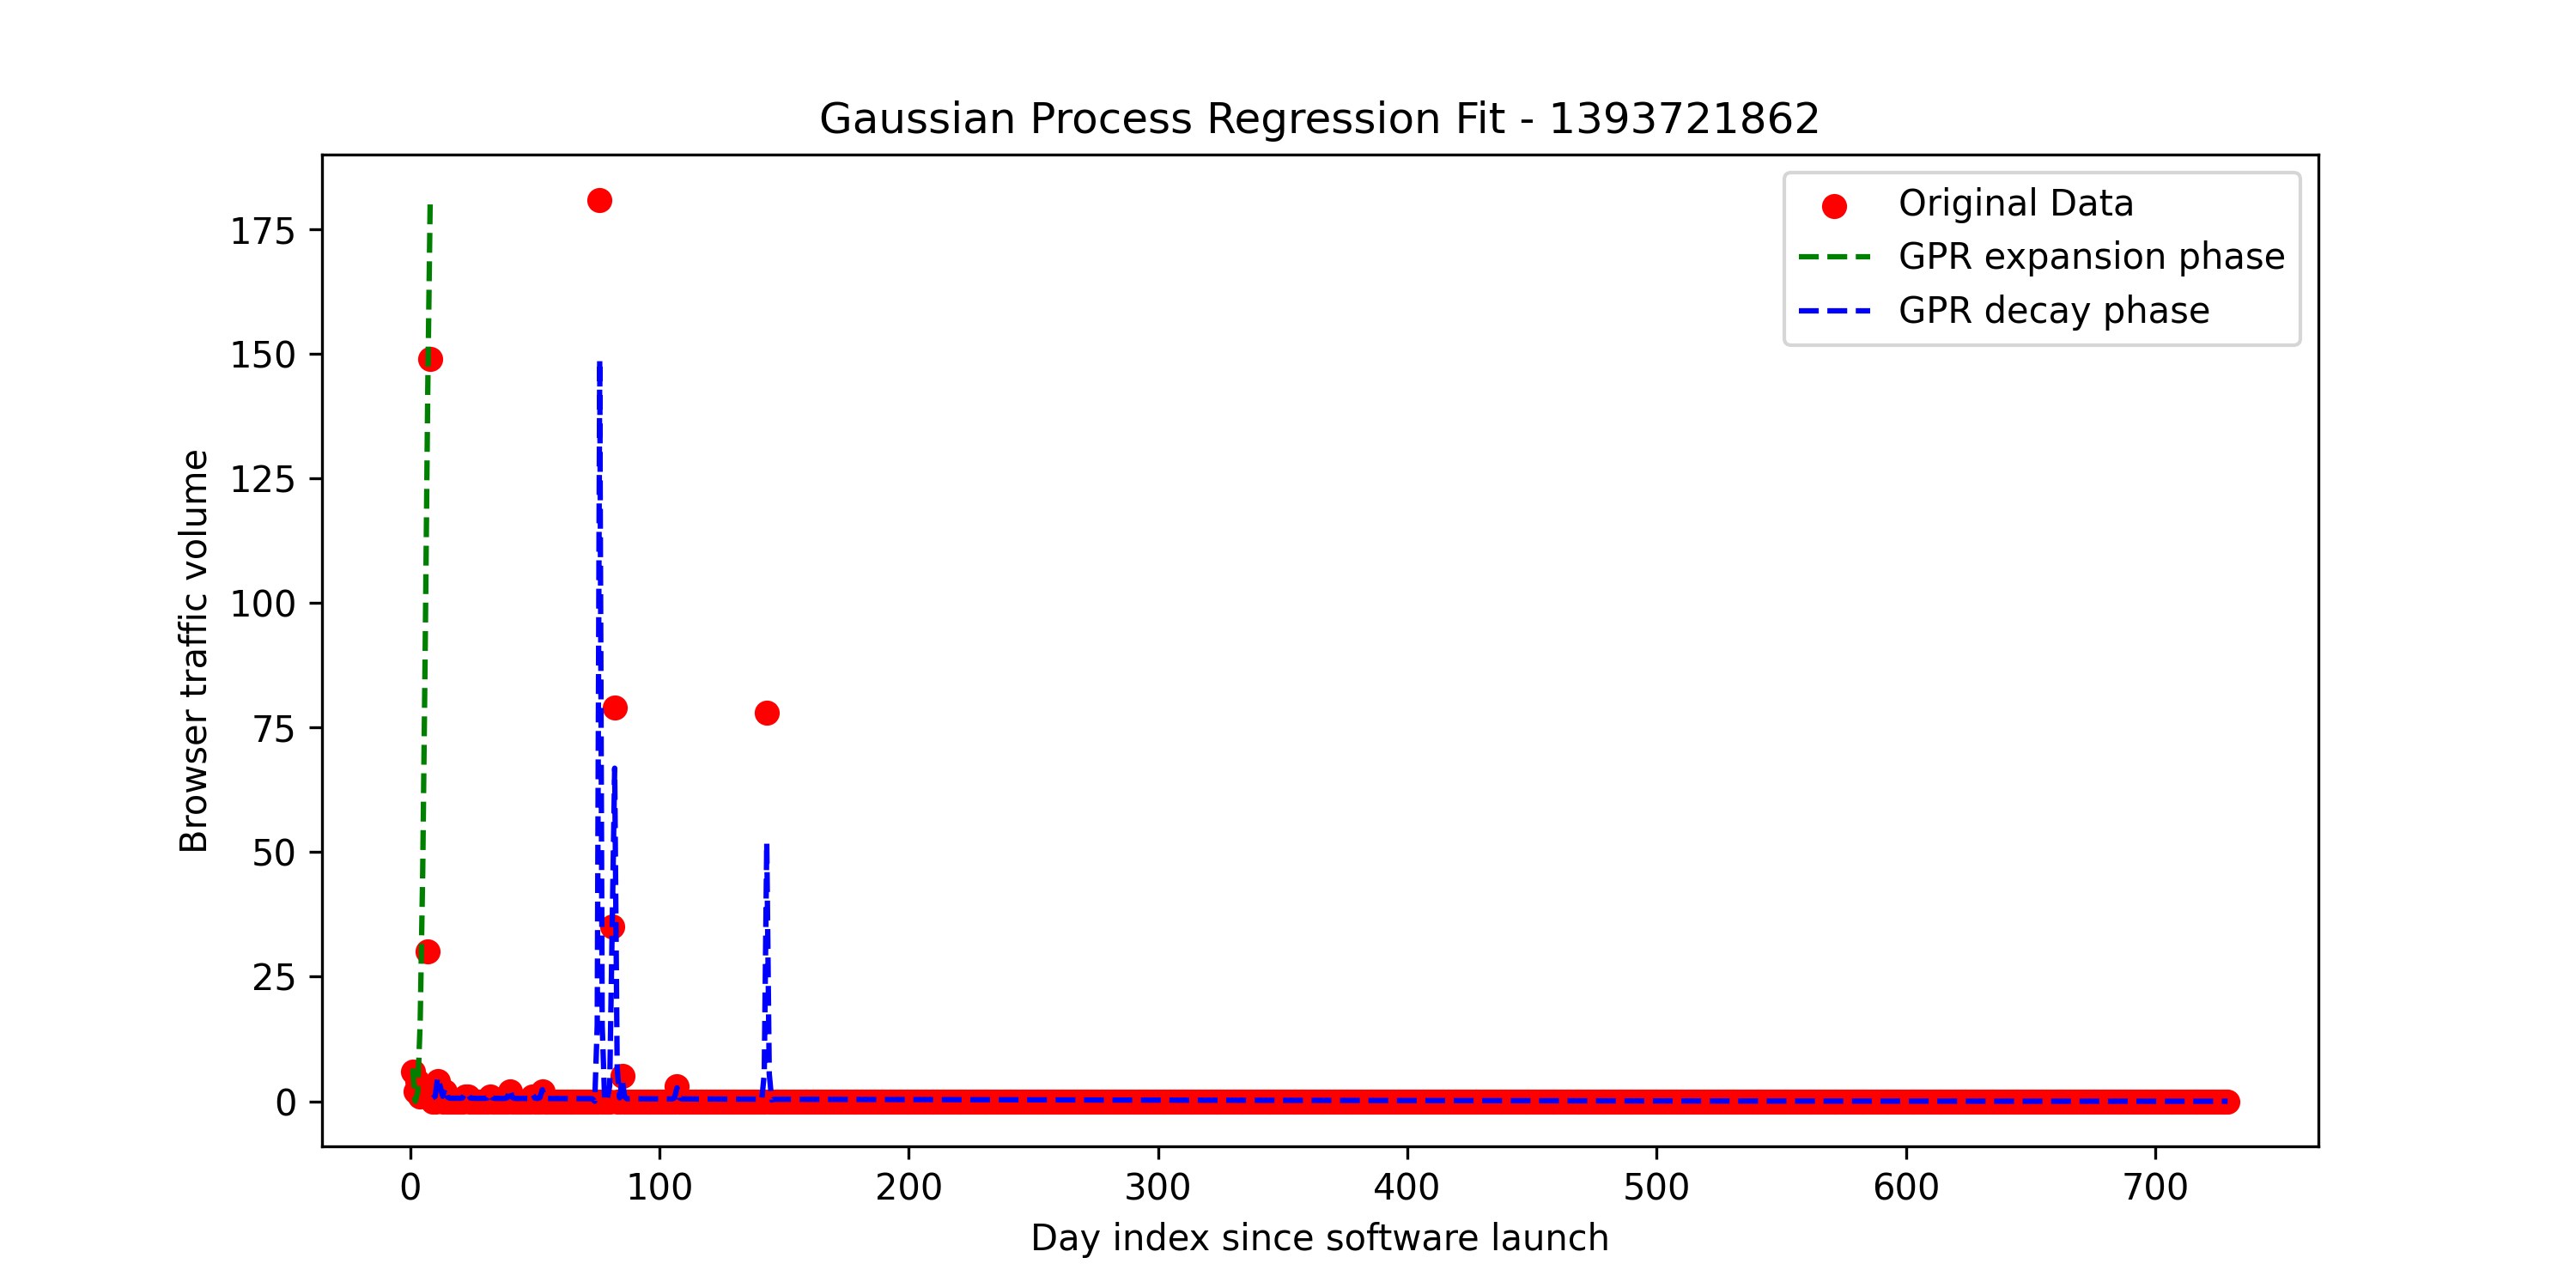 Gaussian Process Regression Fit - 1393721862
Original Data
GPR expansion phase
GPR decay phase
Browser traffic volume
175
150
125
100
75
50
25
0
0 100 200 300 400 500 600 700
Day index since software launch